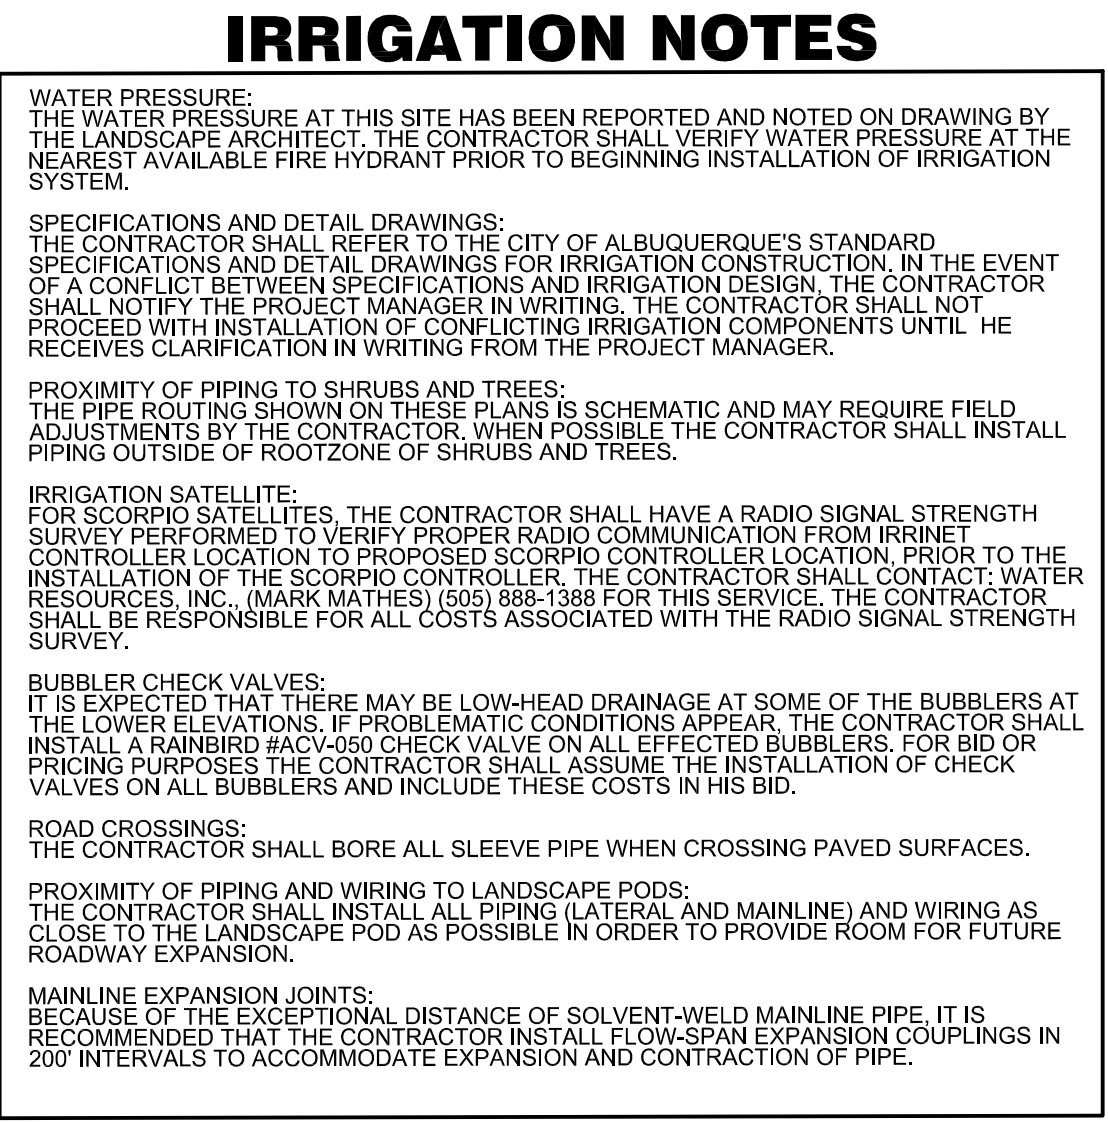 IRRIGATION NOTES
WATER PRESSURE:
THE WATER PRESSURE AT THIS SITE HAS BEEN REPORTED AND NOTED ON DRAWING BY
THE LANDSCAPE ARCHITECT. THE CONTRACTOR SHALL VERIFY WATER PRESSURE AT THE
NEAREST AVAILABLE FIRE HYDRANT PRIOR TO BEGINNING INSTALLATION OF IRRIGATION
SYSTEM.
SPECIFICATIONS AND DETAIL DRAWINGS:
THE CONTRACTOR SHALL REFER TO THE CITY OF ALBUQUERQUE'S STANDARD
SPECIFICATIONS AND DETAIL DRAWINGS FOR IRRIGATION CONSTRUCTION. IN THE EVENT
OF A CONFLICT BETWEEN SPECIFICATIONS AND IRRIGATION DESIGN, THE CONTRACTOR
SHALL NOTIFY THE PROJECT MANAGER IN WRITING. THE CONTRACTOR SHALL NOT
PROCEED WITH INSTALLATION OF CONFLICTING IRRIGATION COMPONENTS UNTIL HE
RECEIVES CLARIFICATION IN WRITING FROM THE PROJECT MANAGER.
PROXIMITY OF PIPING TO SHRUBS AND TREES:
THE PIPE ROUTING SHOWN ON THESE PLANS IS SCHEMATIC AND MAY REQUIRE FIELD
ADJUSTMENTS BY THE CONTRACTOR. WHEN POSSIBLE THE CONTRACTOR SHALL INSTALL
PIPING OUTSIDE OF ROOTZONE OF SHRUBS AND TREES.
IRRIGATION SATELLITE:
FOR SCORPIO SATELLITES, THE CONTRACTOR SHALL HAVE A RADIO SIGNAL STRENGTH
SURVEY PERFORMED TO VERIFY PROPER RADIO COMMUNICATION FROM IRRINET
CONTROLLER LOCATION TO PROPOSED SCORPIO CONTROLLER LOCATION, PRIOR TO THE
INSTALLATION OF THE SCORPIO CONTROLLER. THE CONTRACTOR SHALL CONTACT: WATER
RESOURCES, INC., (MARK MATHES) (505) 888-1388 FOR THIS SERVICE. THE CONTRACTOR
SHALL BE RESPONSIBLE FOR ALL COSTS ASSOCIATED WITH THE RADIO SIGNAL STRENGTH
SURVEY.
BUBBLER CHECK VALVES:
IT IS EXPECTED THAT THERE MAY BE LOW-HEAD DRAINAGE AT SOME OF THE BUBBLERS AT
THE LOWER ELEVATIONS. IF PROBLEMATIC CONDITIONS APPEAR, THE CONTRACTOR SHALL
INSTALL A RAINBIRD #ACV-050 CHECK VALVE ON ALL EFFECTED BUBBLERS. FOR BID OR
PRICING PURPOSES THE CONTRACTOR SHALL ASSUME THE INSTALLATION OF CHECK
VALVES ON ALL BUBBLERS AND INCLUDE THESE COSTS IN HIS BID.
ROAD CROSSINGS:
THE CONTRACTOR SHALL BORE ALL SLEEVE PIPE WHEN CROSSING PAVED SURFACES.
PROXIMITY OF PIPING AND WIRING TO LANDSCAPE PODS:
THE CONTRACTOR SHALL INSTALL ALL PIPING (LATERAL AND MAINLINE) AND WIRING AS
CLOSE TO THE LANDSCAPE POD AS POSSIBLE IN ORDER TO PROVIDE ROOM FOR FUTURE
ROADWAY EXPANSION.
MAINLINE EXPANSION JOINTS:
BECAUSE OF THE EXCEPTIONAL DISTANCE OF SOLVENT-WELD MAINLINE PIPE, IT IS
RECOMMENDED THAT THE CONTRACTOR INSTALL FLOW-SPAN EXPANSION COUPLINGS IN
200' INTERVALS TO ACCOMMODATE EXPANSION AND CONTRACTION OF PIPE.